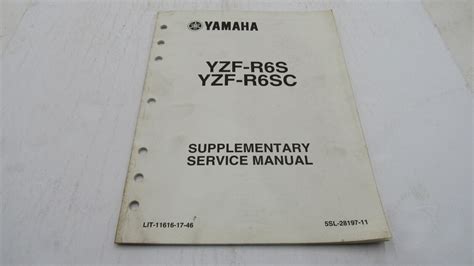 YAMAHA
YZF-R6S
YZF-R6SC
SUPPLEMENTARY
SERVICE MANUAL
LIT-11616-17-46
5SL-28197-11